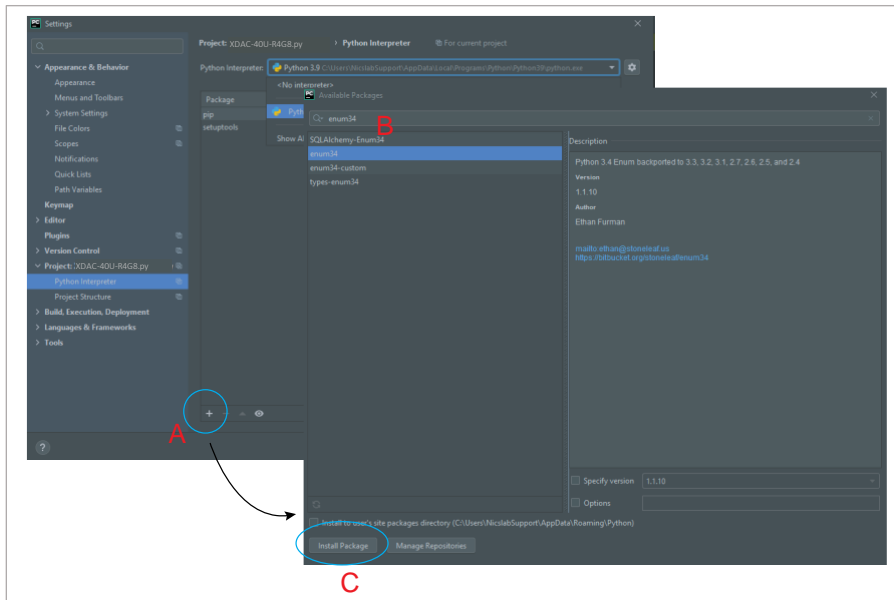 PC Settings
Project: XDAC-40U-R4G8.py > Python Interpreter For current project
Python Interpreter: Python 3.9 C:\Users\NicslabSupport\AppData\Local\Programs\Python\Python39\python.exe
<No interpreter>
Pyth
Show Al
Package
pip
setuptools
Appearance & Behavior
Appearance
Menus and Toolbars
System Settings
File Colors
Scopes
Notifications
Quick Lists
Path Variables
Keymap
Editor
Plugins
Version Control
Project: XDAC-40U-R4G8.py
Python Interpreter
Project Structure
Build, Execution, Deployment
Languages & Frameworks
Tools
+ - 
A
?
PC Available Packages
enum34
B
SQLAlchemy-Enum34
enum34
enum34-custom
types-enum34
Description
Python 3.4 Enum backported to 3.3, 3.2, 3.1, 2.7, 2.6, 2.5, and 2.4
Version
1.1.10
Author
Ethan Furman
mailto:ethan@stoneleaf.us
https://bitbucket.org/stoneleaf/enum34
Specify version 1.1.10
Options
Install to user's site packages directory (C:\Users\NicslabSupport\AppData\Roaming\Python)
Install Package Manage Repositories
C